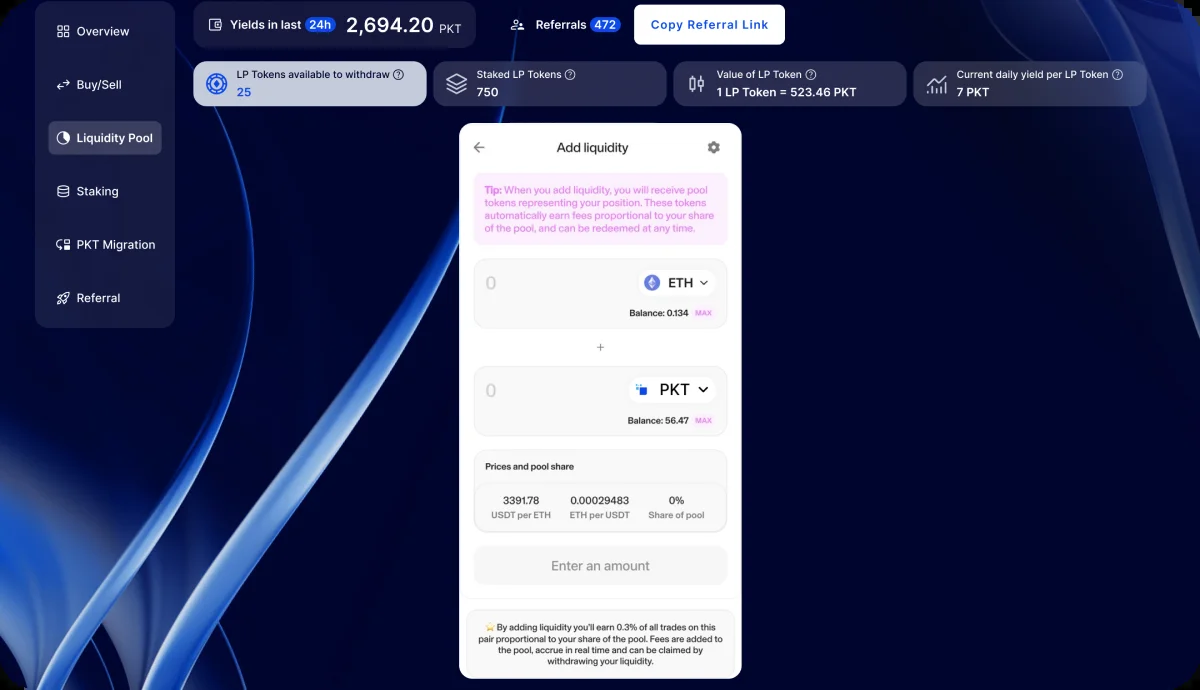 Overview
Buy/Sell
Liquidity Pool
Staking
PKT Migration
Referral
Yields in last 24h 2,694.20 PKT
Referrals 472
Copy Referral Link
LP Tokens available to withdraw
25
Staked LP Tokens
750
Value of LP Token
1 LP Token = 523.46 PKT
Current daily yield per LP Token
7 PKT
Add liquidity
Tip: When you add liquidity, you will receive pool
tokens representing your position. These tokens
automatically earn fees proportional to your share
of the pool, and can be redeemed at any time.
0
ETH
Balance: 0.134 MAX
+
0
PKT
Balance: 56.47 MAX
Prices and pool share
3391.78 0.00029483 0%
USDT per ETH ETH per USDT Share of pool
Enter an amount
⭐ By adding liquidity you'll earn 0.3% of all trades on this
pair proportional to your share of the pool. Fees are added to
the pool, accrue in real time and can be claimed by
withdrawing your liquidity.